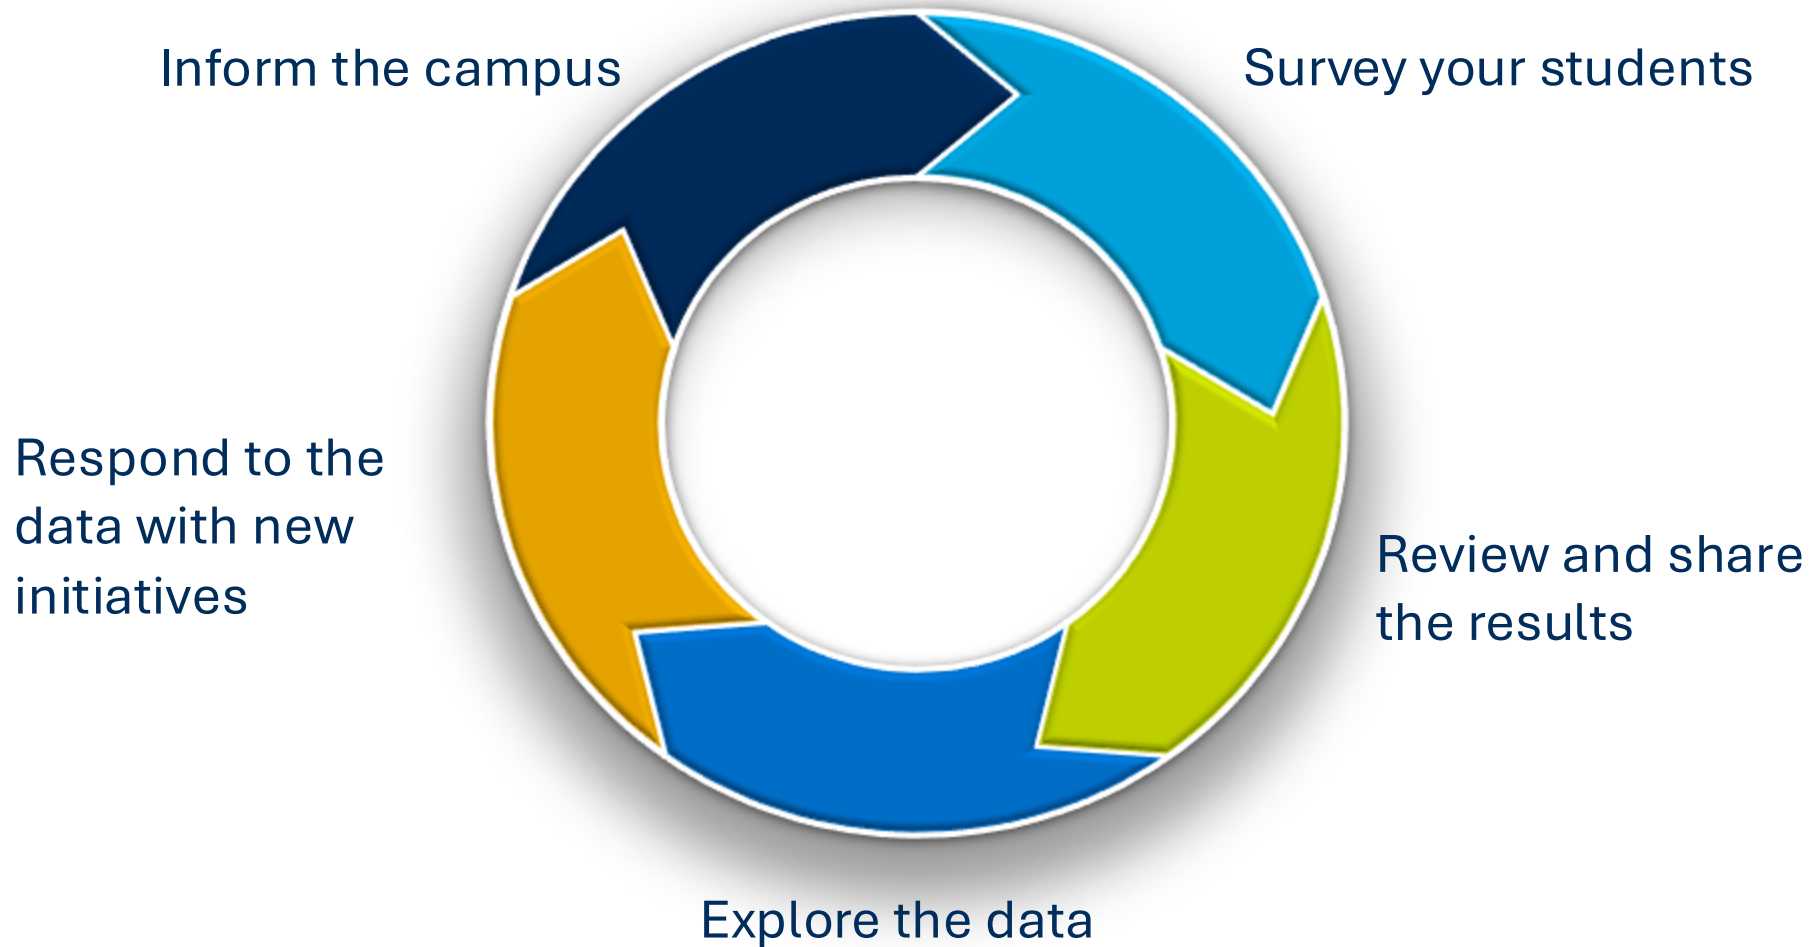 Inform the campus
Survey your students
Respond to the
data with new
initiatives
Review and share
the results
Explore the data